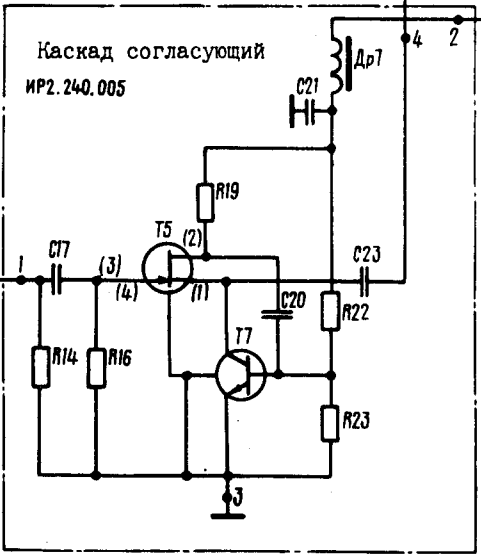 Каскад согласующий
ИР2.240.005
4
2
Др7
C21
R19
T5
(2)
1
C17
(3)
(4)
(1)
C23
C20
R22
T7
R14
R16
R23
3